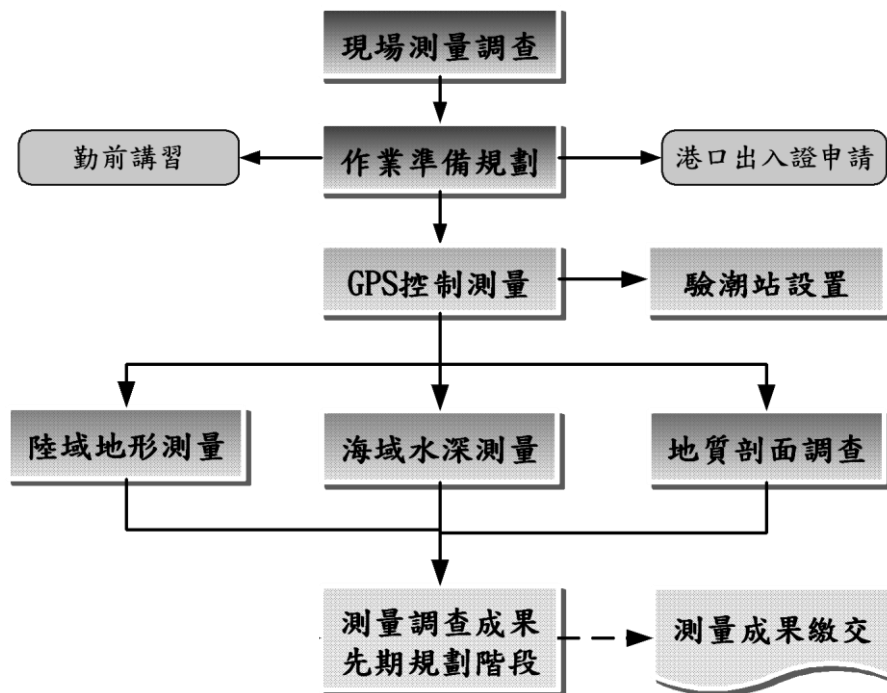 現場測量調查
勤前講習
作業準備規劃
港口出入證申請
GPS控制測量
驗潮站設置
陸域地形測量
海域水深測量
地質剖面調查
測量調查成果
先期規劃階段
測量成果繳交